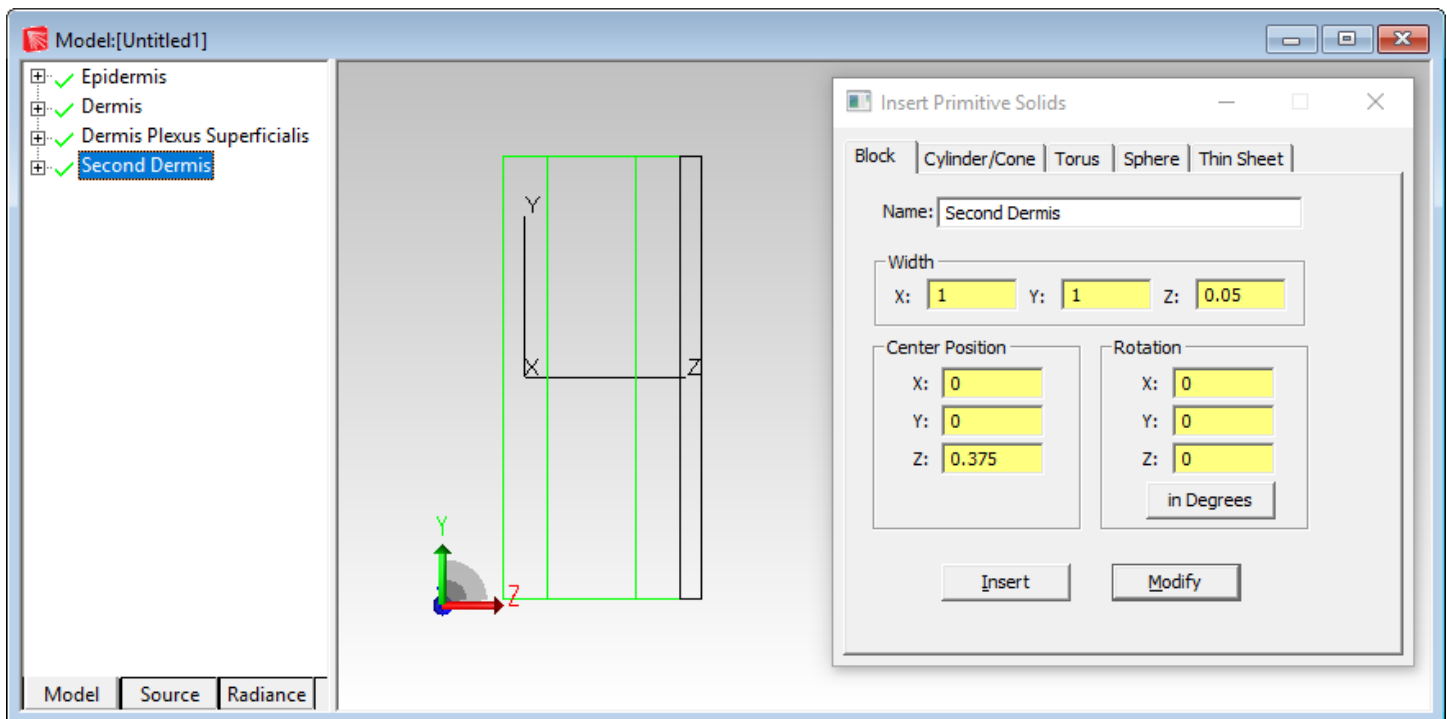 Model:[Untitled1]
Epidermis
Dermis
Dermis Plexus Superficialis
Second Dermis
Model Source Radiance
Y
X Z
Y
Z
Insert Primitive Solids
Block Cylinder/Cone Torus Sphere Thin Sheet
Name: Second Dermis
Width
X: 1 Y: 1 Z: 0.05
Center Position Rotation
X: 0 X: 0
Y: 0 Y: 0
Z: 0.375 Z: 0
in Degrees
Insert Modify